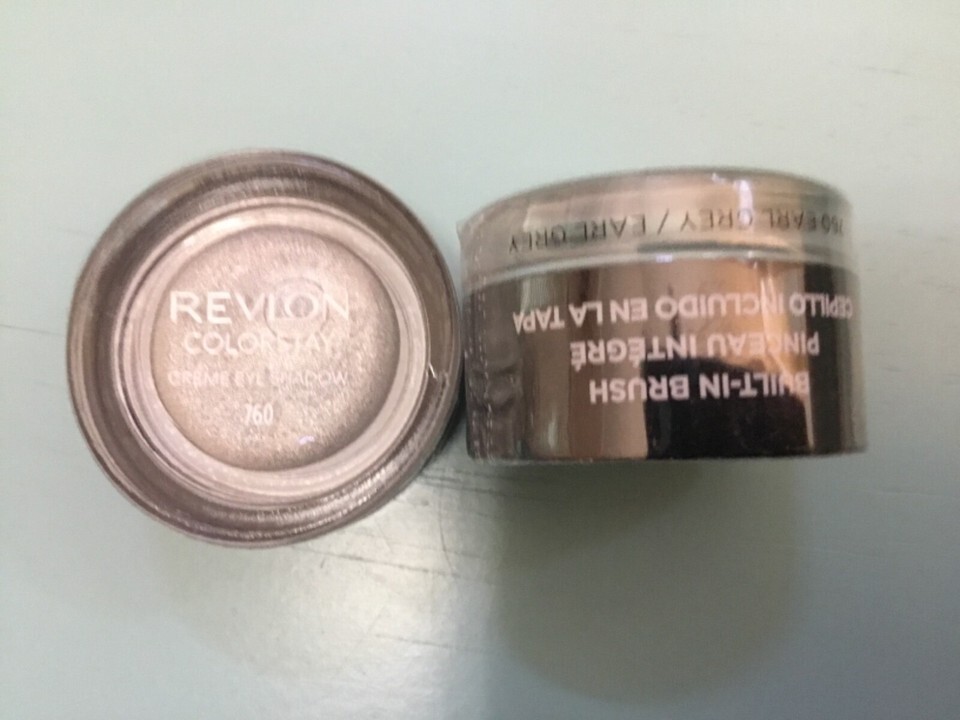 REVLON
COLORSTAY
CRÈME EYE SHADOW
760
BUILT-IN BRUSH
PINCEAU INTÉGRÉ
CEPILLO INCLUIDO EN LA TAPA
760 EARL GREY / EARL GREY